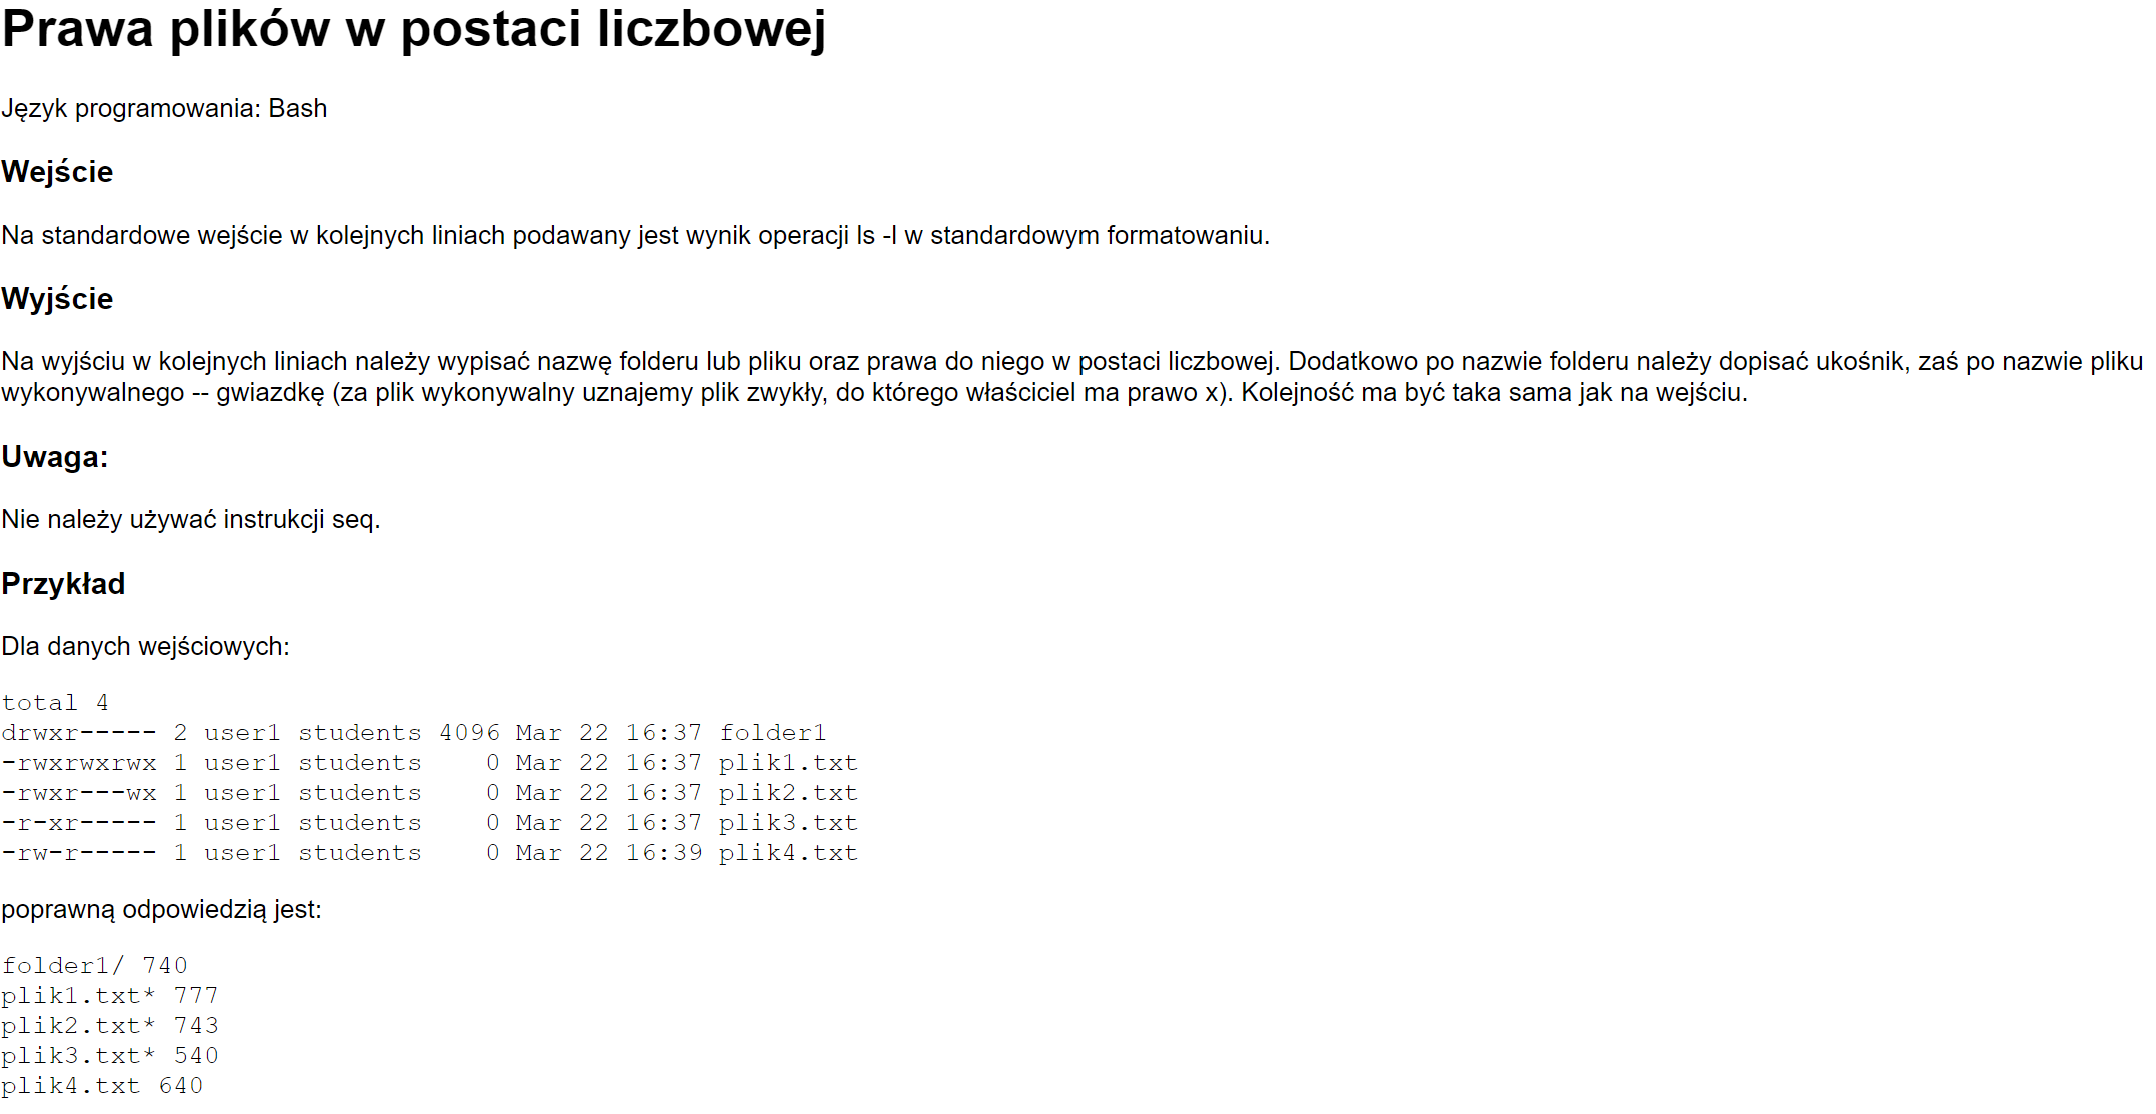 Prawa plików w postaci liczbowej
Język programowania: Bash
Wejście
Na standardowe wejście w kolejnych liniach podawany jest wynik operacji ls -l w standardowym formatowaniu.
Wyjście
Na wyjściu w kolejnych liniach należy wypisać nazwę folderu lub pliku oraz prawa do niego w postaci liczbowej. Dodatkowo po nazwie folderu należy dopisać ukośnik, zaś po nazwie pliku
wykonywalnego -- gwiazdkę (za plik wykonywalny uznajemy plik zwykły, do którego właściciel ma prawo x). Kolejność ma być taka sama jak na wejściu.
Uwaga:
Nie należy używać instrukcji seq.
Przykład
Dla danych wejściowych:
total 4
drwxr----- 2 user1 students 4096 Mar 22 16:37 folder1
-rwxrwxrwx 1 user1 students    0 Mar 22 16:37 plik1.txt
-rwxr---wx 1 user1 students    0 Mar 22 16:37 plik2.txt
-r-xr----- 1 user1 students    0 Mar 22 16:37 plik3.txt
-rw-r----- 1 user1 students    0 Mar 22 16:39 plik4.txt
poprawną odpowiedzią jest:
folder1/ 740
plik1.txt* 777
plik2.txt* 743
plik3.txt* 540
plik4.txt 640